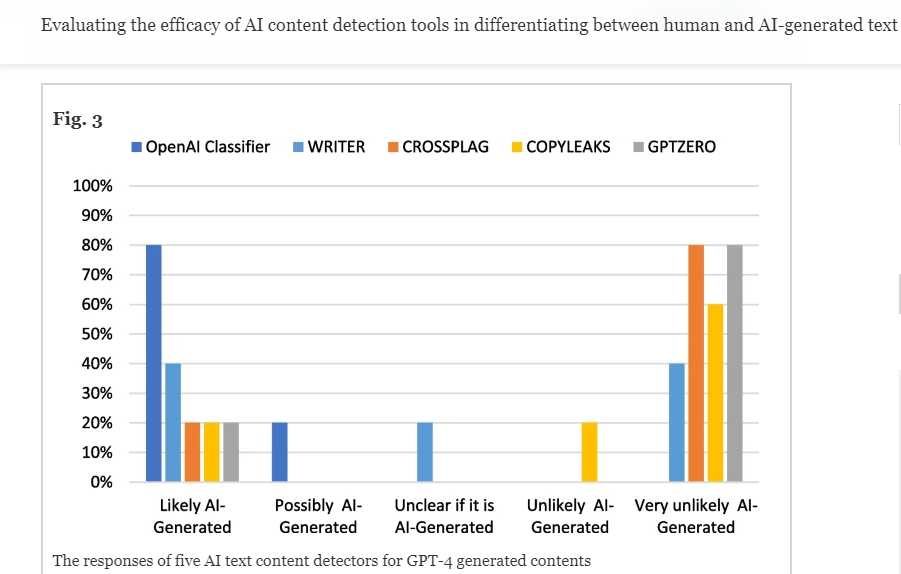 Evaluating the efficacy of AI content detection tools in differentiating between human and AI-generated text
Fig. 3
OpenAI Classifier WRITER CROSSPLAG COPYLEAKS GPTZERO
100%
90%
80%
70%
60%
50%
40%
30%
20%
10%
0%
Likely AI- Possibly AI- Unclear if it is Unlikely AI- Very unlikely AI-
Generated Generated AI-Generated Generated Generated
The responses of five AI text content detectors for GPT-4 generated contents